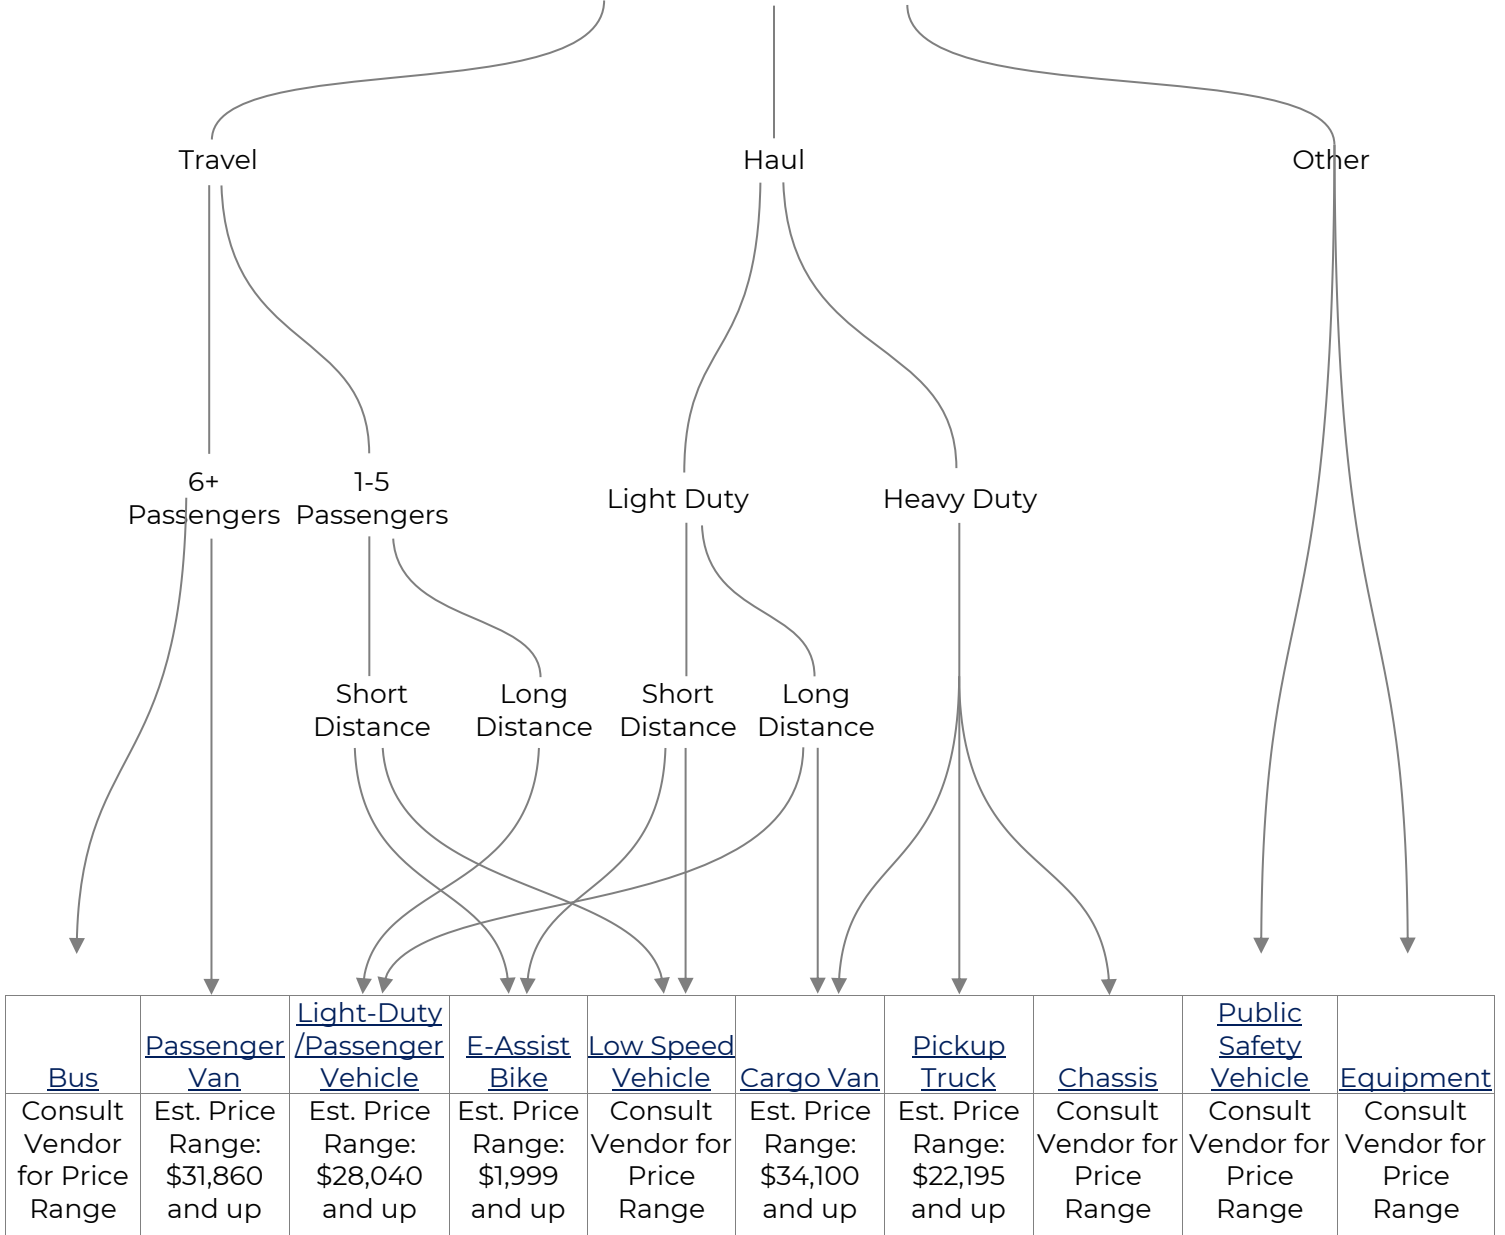 Travel
Haul
Other
6+
Passengers
1-5
Passengers
Light Duty
Heavy Duty
Short
Distance
Long
Distance
Short
Distance
Long
Distance
Bus
Passenger
Van
Light-Duty
/Passenger
Vehicle
E-Assist
Bike
Low Speed
Vehicle
Cargo Van
Pickup
Truck
Chassis
Public
Safety
Vehicle
Equipment
Consult
Vendor
for Price
Range
Est. Price
Range:
$31,860
and up
Est. Price
Range:
$28,040
and up
Est. Price
Range:
$1,999
and up
Consult
Vendor for
Price
Range
Est. Price
Range:
$34,100
and up
Est. Price
Range:
$22,195
and up
Consult
Vendor for
Price
Range
Consult
Vendor for
Price
Range
Consult
Vendor for
Price
Range